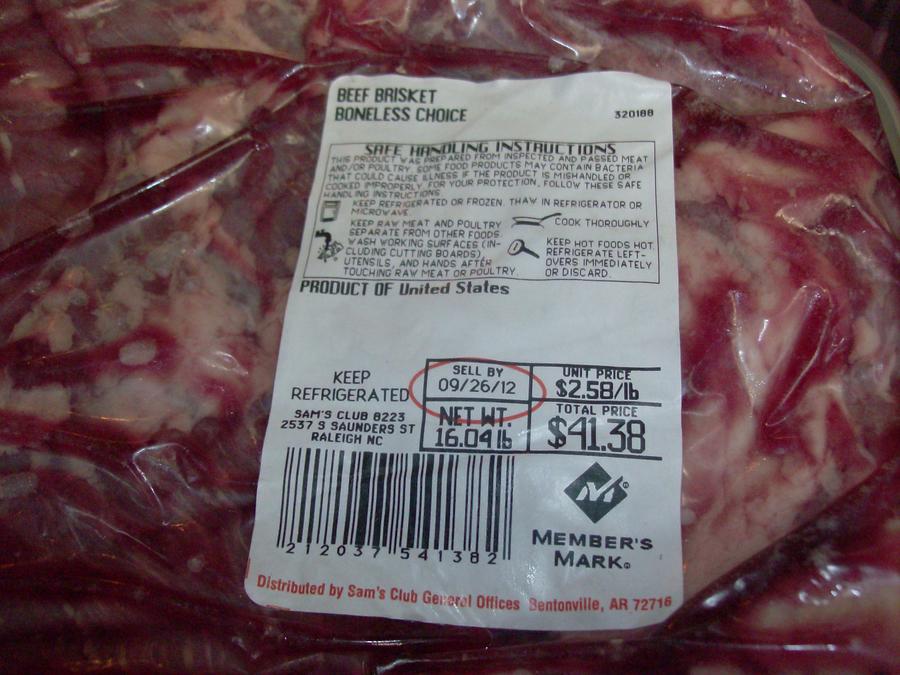 BEEF BRISKET
BONELESS CHOICE
320188
SAFE HANDLING INSTRUCTIONS
THIS PRODUCT WAS PREPARED FROM INSPECTED AND PASSED MEAT
AND/OR POULTRY. SOME FOOD PRODUCTS MAY CONTAIN BACTERIA
THAT COULD CAUSE ILLNESS IF THE PRODUCT IS MISHANDLED OR
COOKED IMPROPERLY. FOR YOUR PROTECTION, FOLLOW THESE SAFE
HANDLING INSTRUCTIONS.
KEEP REFRIGERATED OR FROZEN. THAW IN REFRIGERATOR OR
MICROWAVE.
KEEP RAW MEAT AND POULTRY
SEPARATE FROM OTHER FOODS.
WASH WORKING SURFACES (IN-
CLUDING CUTTING BOARDS),
UTENSILS, AND HANDS AFTER
TOUCHING RAW MEAT OR POULTRY.
COOK THOROUGHLY
KEEP HOT FOODS HOT.
REFRIGERATE LEFT-
OVERS IMMEDIATELY
OR DISCARD.
PRODUCT OF United States
KEEP
REFRIGERATED
SAM'S CLUB 8223
2537 S SAUNDERS ST
RALEIGH NC
SELL BY
09/26/12
NET WT.
16.04 lb
UNIT PRICE
$2.58/lb
TOTAL PRICE
$41.38
2 12037 541382
M®
MEMBER'S
MARK®
Distributed by Sam's Club General Offices Bentonville, AR 72716